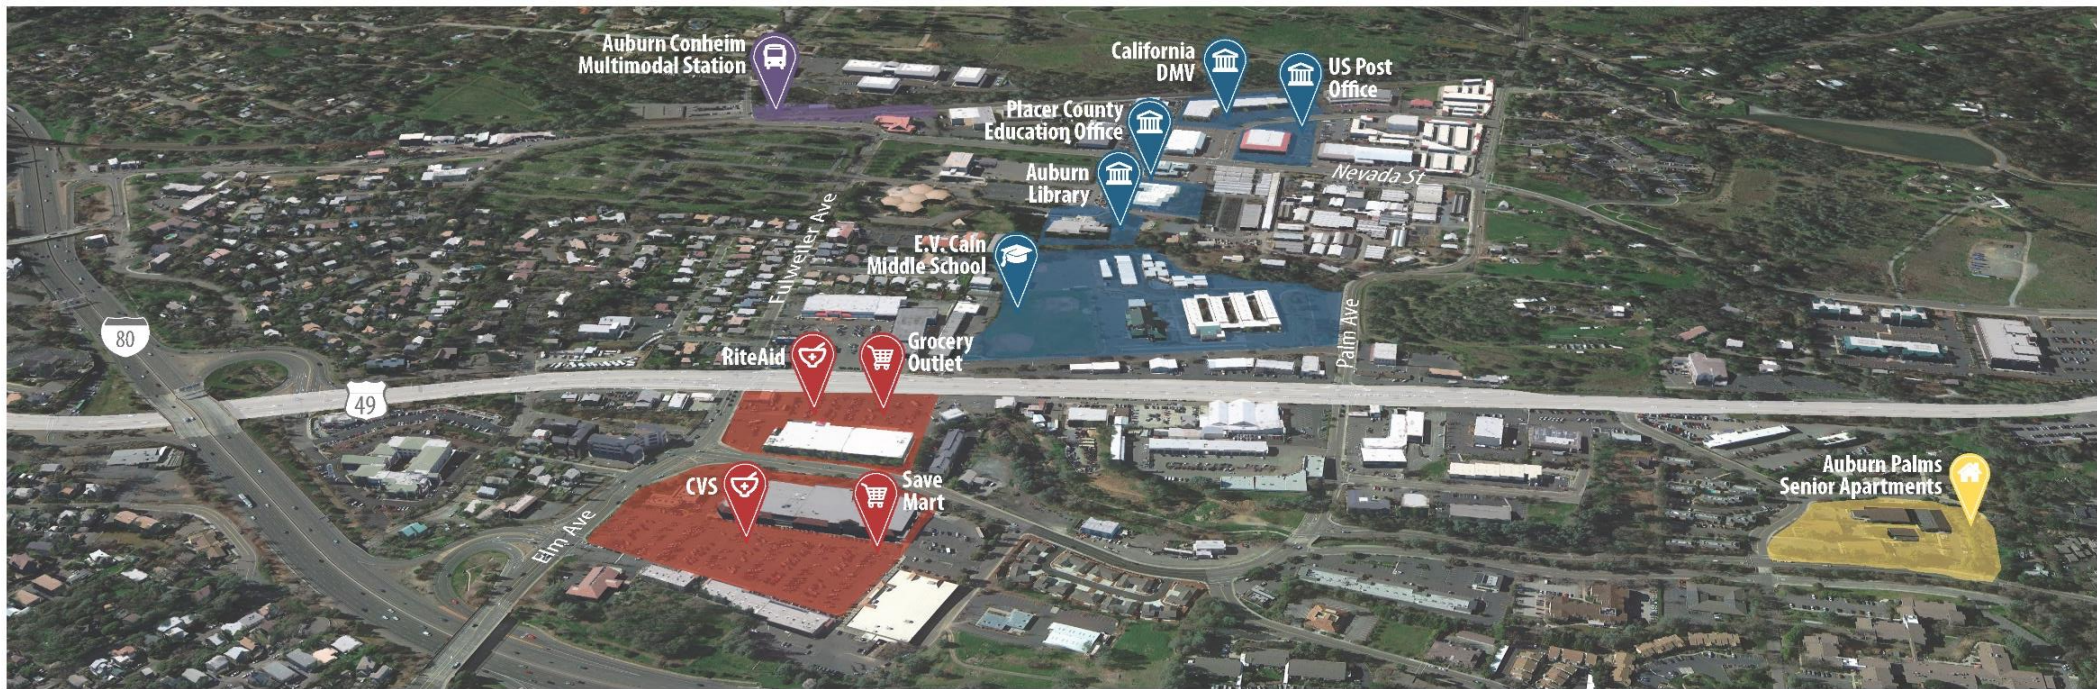 Auburn Conheim
Multimodal Station
California
DMV
US Post
Office
Placer County
Education Office
Auburn
Library
Nevada St
Fulweiler Ave
E.V. Cain
Middle School
Palm Ave
80
RiteAid
Grocery
Outlet
49
CVS
Save
Mart
Elm Ave
Auburn Palms
Senior Apartments